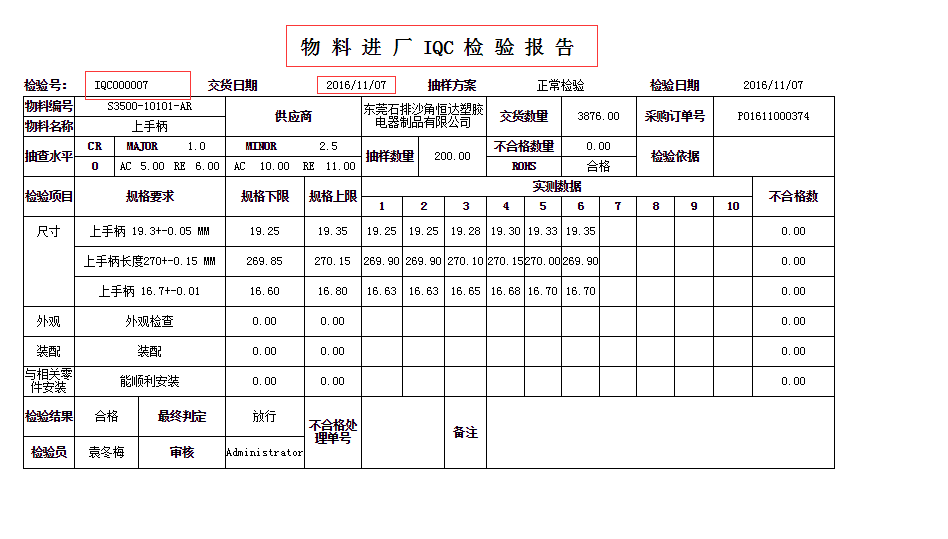 物料进厂IQC检验报告
检验号: IQC000007 交货日期 2016/11/07 抽样方案 正常检验 检验日期 2016/11/07
物料编号 S3500-10101-AR 供应商 东莞石排沙角恒达塑胶电器制品有限公司 交货数量 3876.00 采购订单号 PO1611000374
物料名称 上手柄
抽查水平 CR MAJOR 1.0 MINOR 2.5 抽样数量 200.00 不合格数量 0.00 检验依据
0 AC 5.00 RE 6.00 AC 10.00 RE 11.00 ROHS 合格
检验项目 规格要求 规格下限 规格上限 实测数据 不合格数
1 2 3 4 5 6 7 8 9 10
尺寸 上手柄 19.3+-0.05 MM 19.25 19.35 19.25 19.25 19.28 19.30 19.33 19.35 0.00
上手柄长度270+-0.15 MM 269.85 270.15 269.90 269.90 270.10 270.15 270.00 269.90 0.00
上手柄 16.7+-0.01 16.60 16.80 16.63 16.63 16.65 16.68 16.70 16.70 0.00
外观 外观检查 0.00 0.00 0.00
装配 装配 0.00 0.00 0.00
与相关零件安装 能顺利安装 0.00 0.00 0.00
检验结果 合格 最终判定 放行 不合格处理单号 备注
检验员 袁冬梅 审核 Administrator